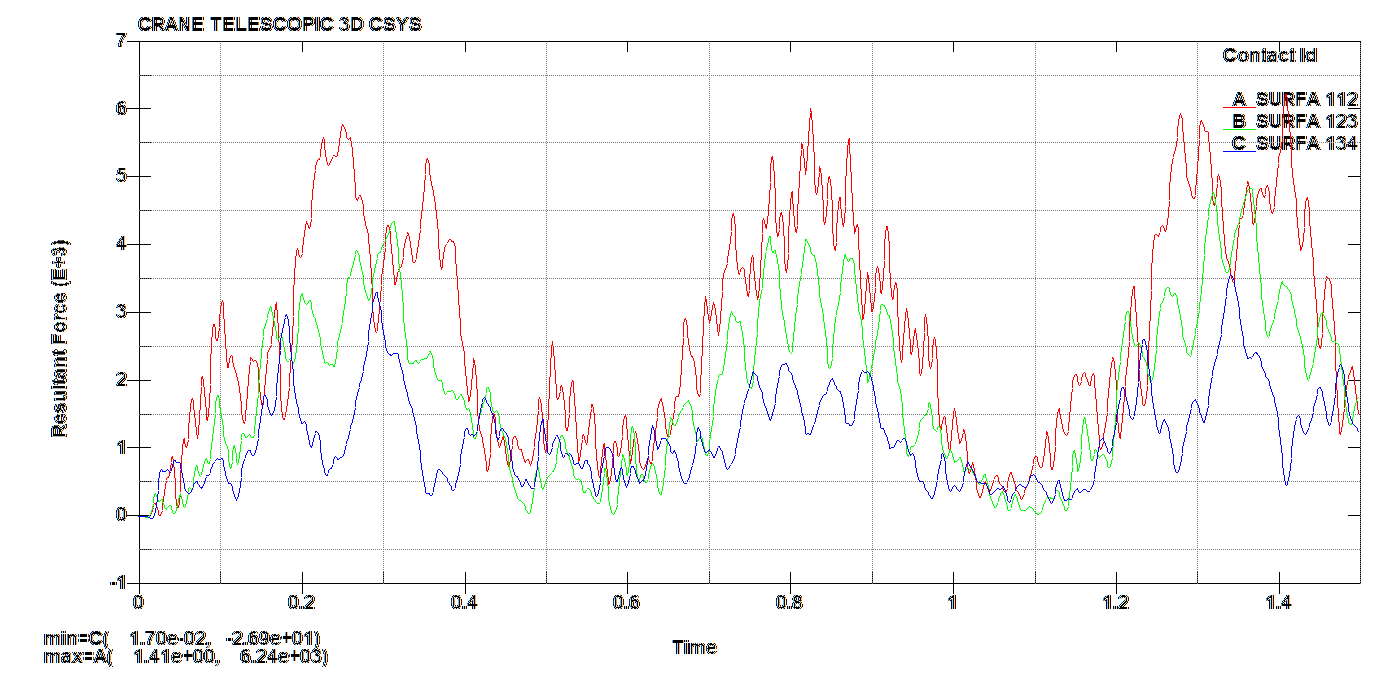 CRANE TELESCOPIC 3D CSYS
7
6
5
4
3
2
1
0
-1
Resultant Force (E+3)
Contact Id
A SURFA 112
B SURFA 123
C SURFA 134
0 0.2 0.4 0.6 0.8 1 1.2 1.4
Time
min=C( 1.70e-02, -2.69e+01)
max=A( 1.41e+00, 6.24e+03)